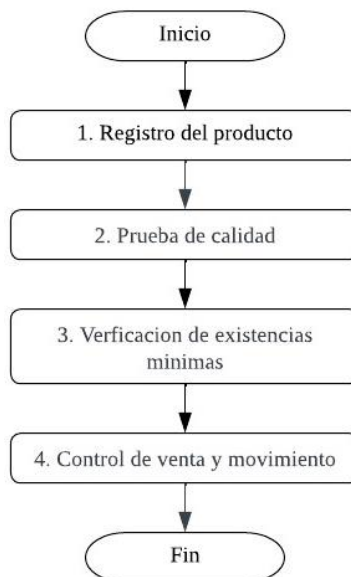 Inicio
1. Registro del producto
2. Prueba de calidad
3. Verficacion de existencias
minimas
4. Control de venta y movimiento
Fin